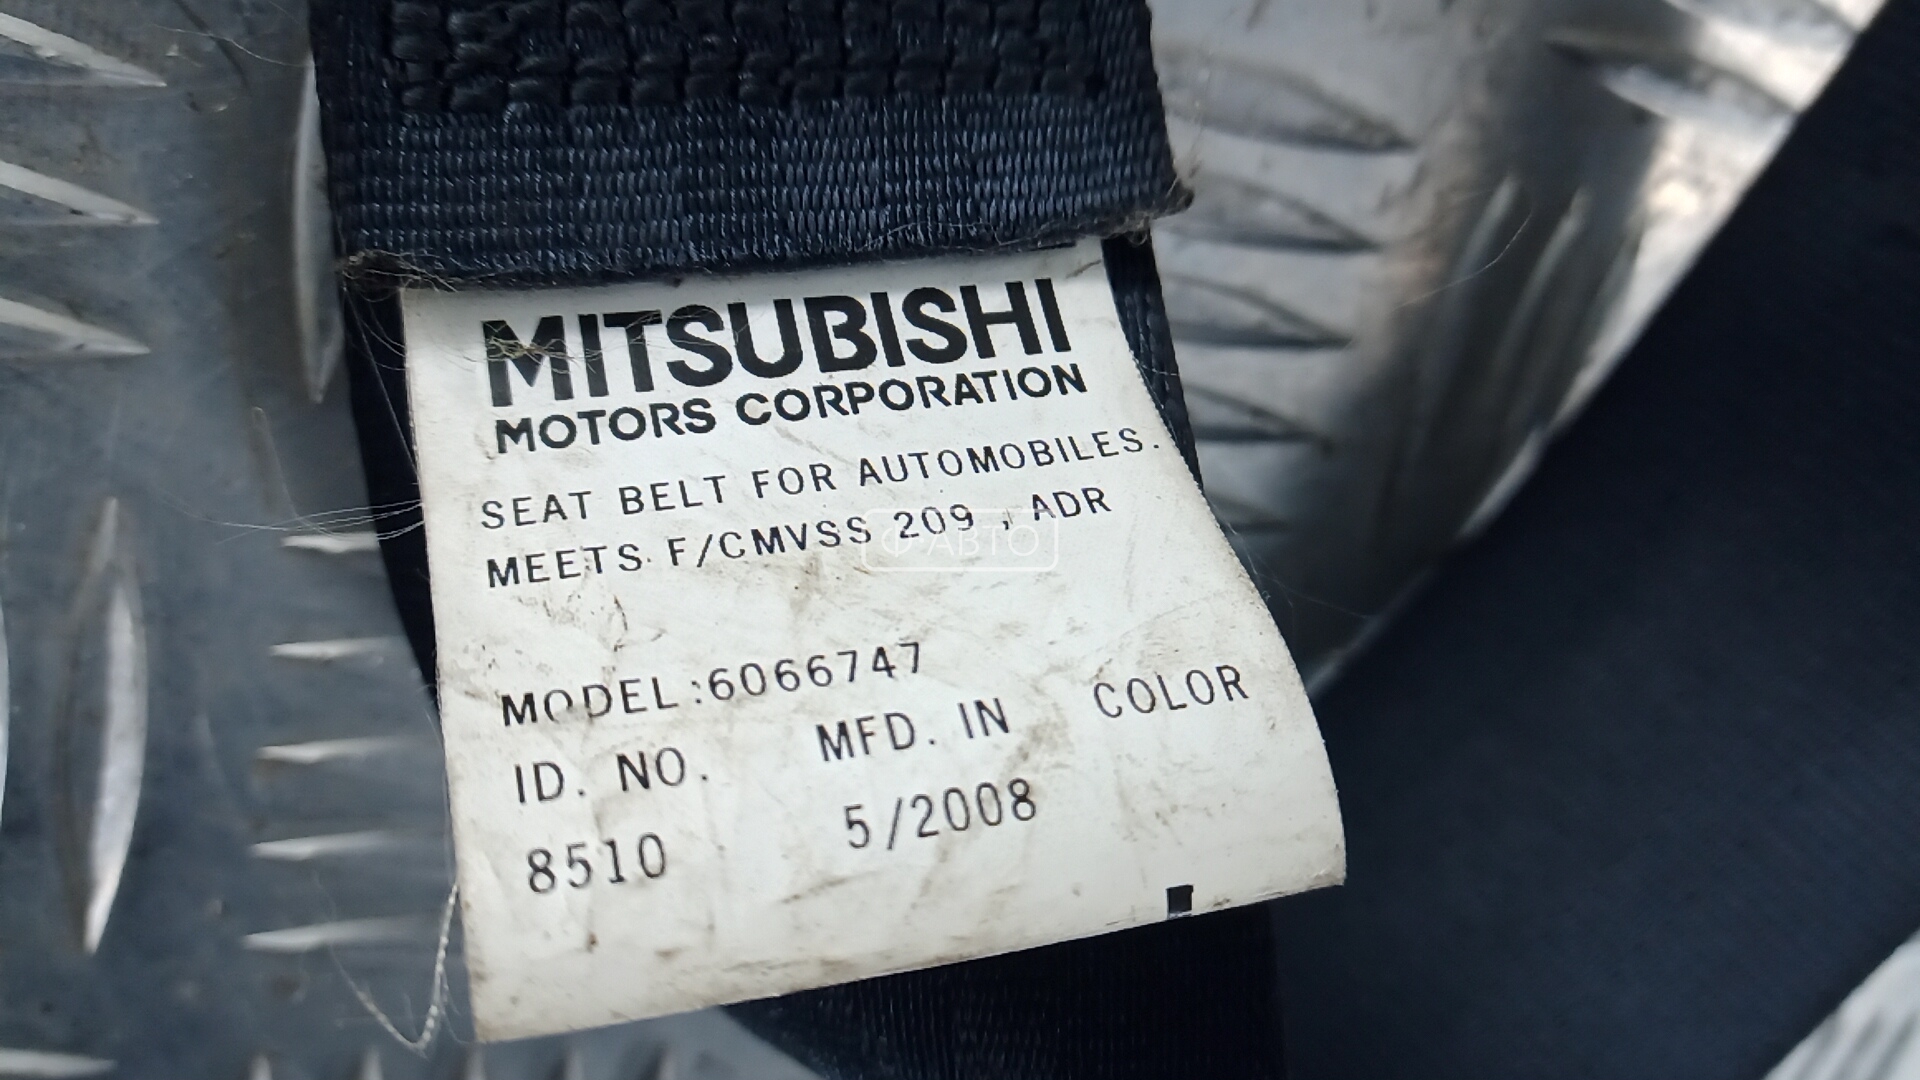 MITSUBISHI
MOTORS CORPORATION
SEAT BELT FOR AUTOMOBILES.
MEETS F/CMVSS 209 , ADR
Ф-АВТО
MODEL:6066747
ID. NO. MFD. IN COLOR
8510 5/2008